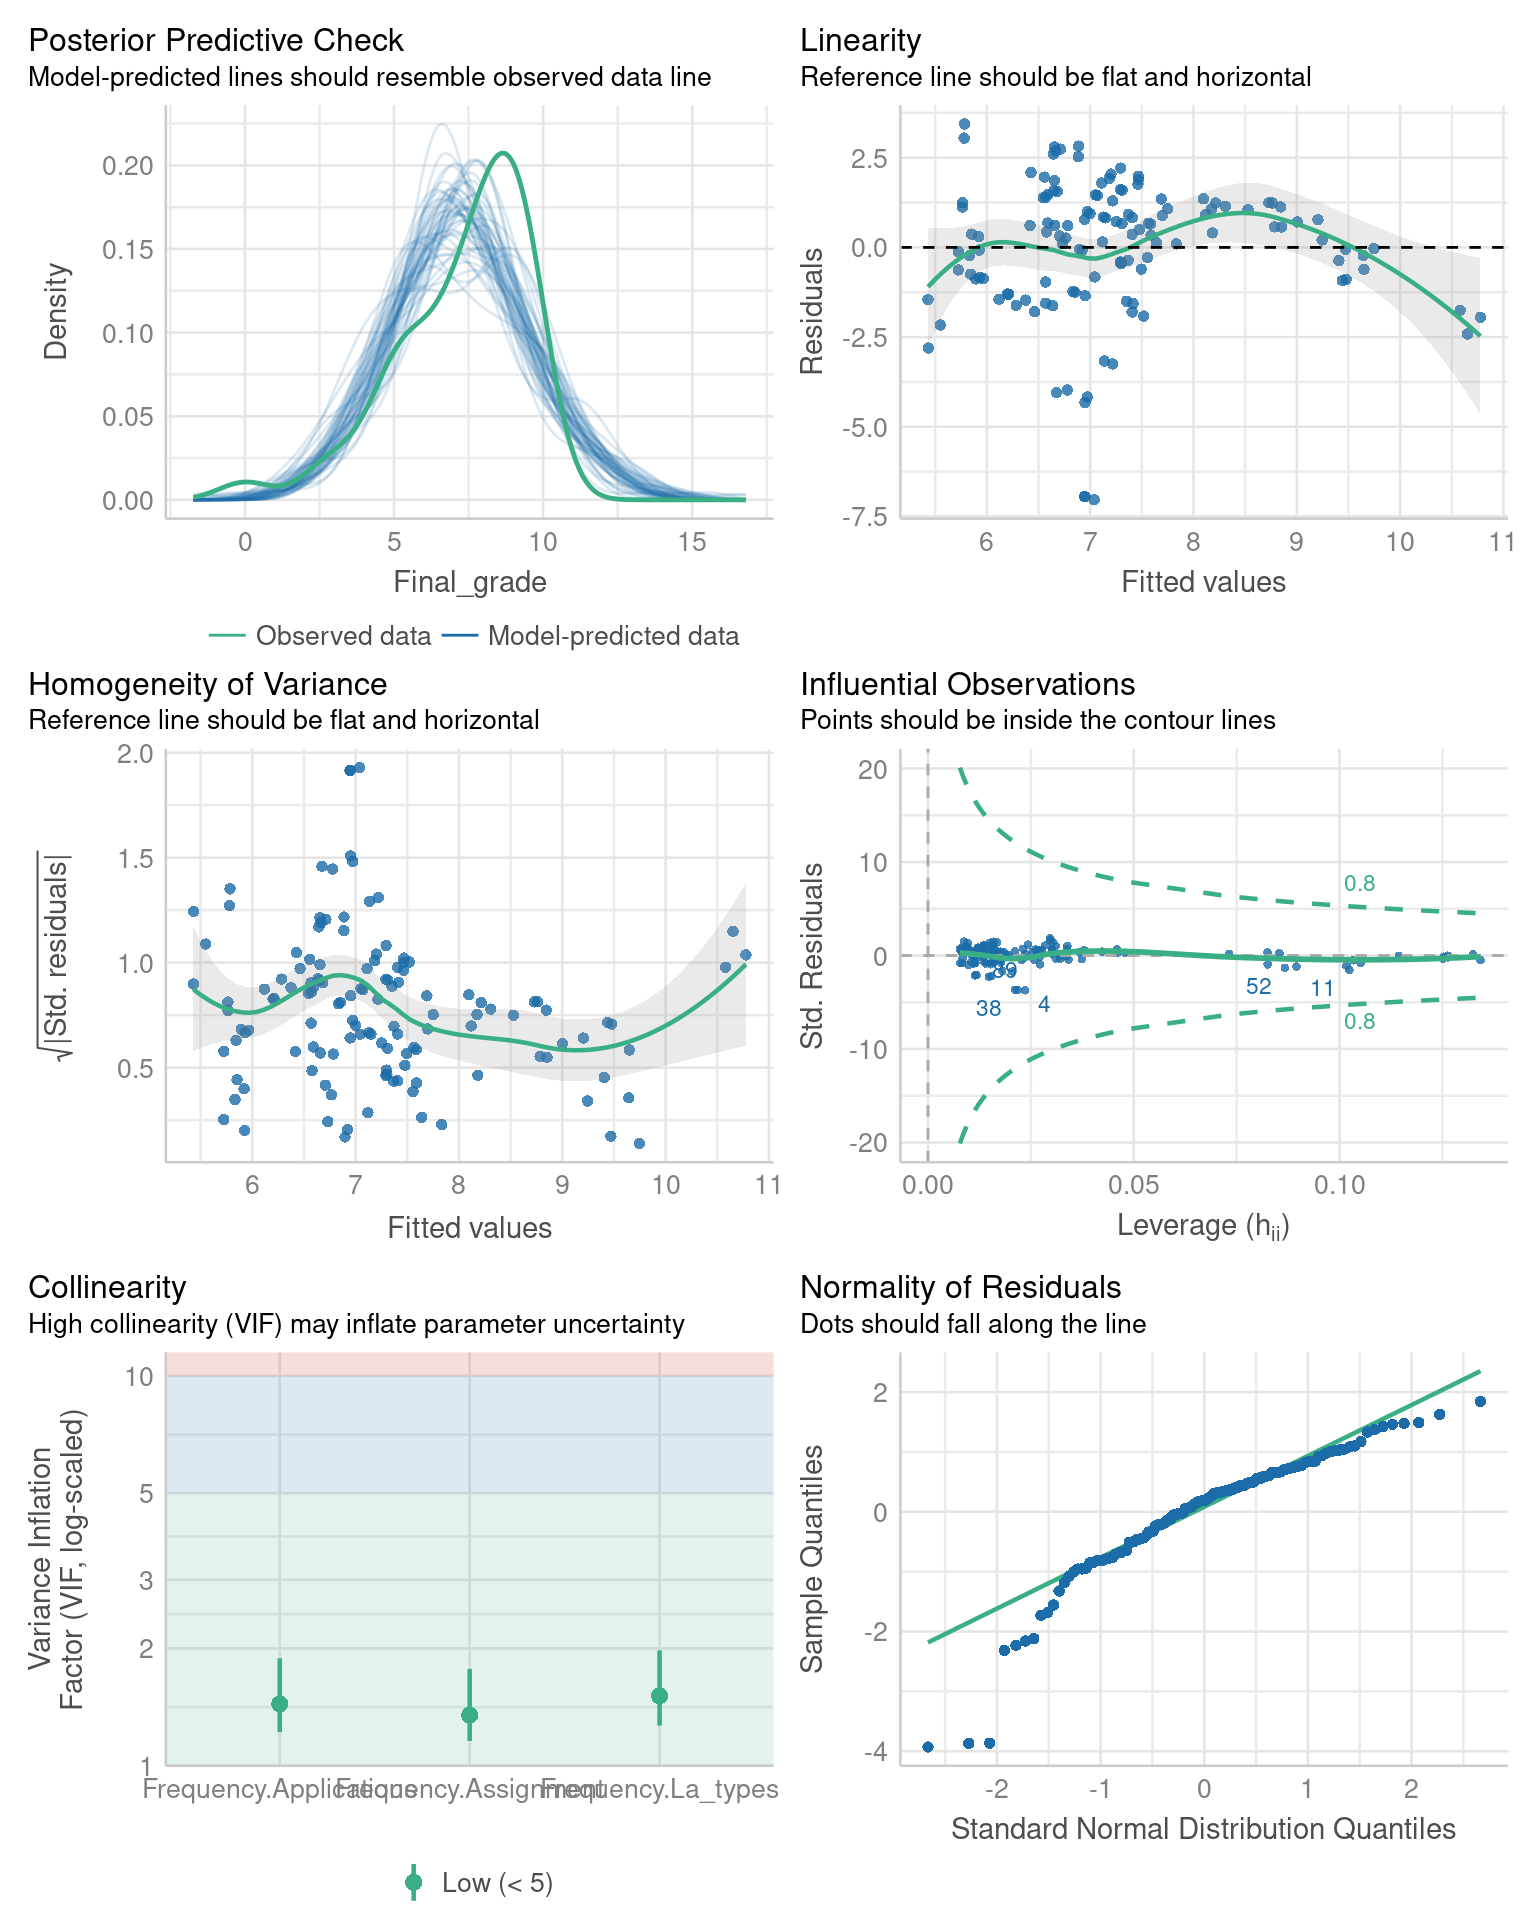 Posterior Predictive Check
Model-predicted lines should resemble observed data line
Density
0.20
0.15
0.10
0.05
0.00
0 5 10 15
Final_grade
Observed data Model-predicted data
Linearity
Reference line should be flat and horizontal
Residuals
2.5
0.0
-2.5
-5.0
-7.5
6 7 8 9 10 11
Fitted values
Homogeneity of Variance
Reference line should be flat and horizontal
√|Std. residuals|
2.0
1.5
1.0
0.5
6 7 8 9 10 11
Fitted values
Influential Observations
Points should be inside the contour lines
Std. Residuals
20
10
0
-10
-20
0.8
39
38
4
52
11
0.8
0.00 0.05 0.10
Leverage (hii)
Collinearity
High collinearity (VIF) may inflate parameter uncertainty
Variance Inflation
Factor (VIF, log-scaled)
10
5
3
2
1
Frequency.Applications Frequency.Assignment Frequency.La_types
Low (< 5)
Normality of Residuals
Dots should fall along the line
Sample Quantiles
2
0
-2
-4
-2 -1 0 1 2
Standard Normal Distribution Quantiles